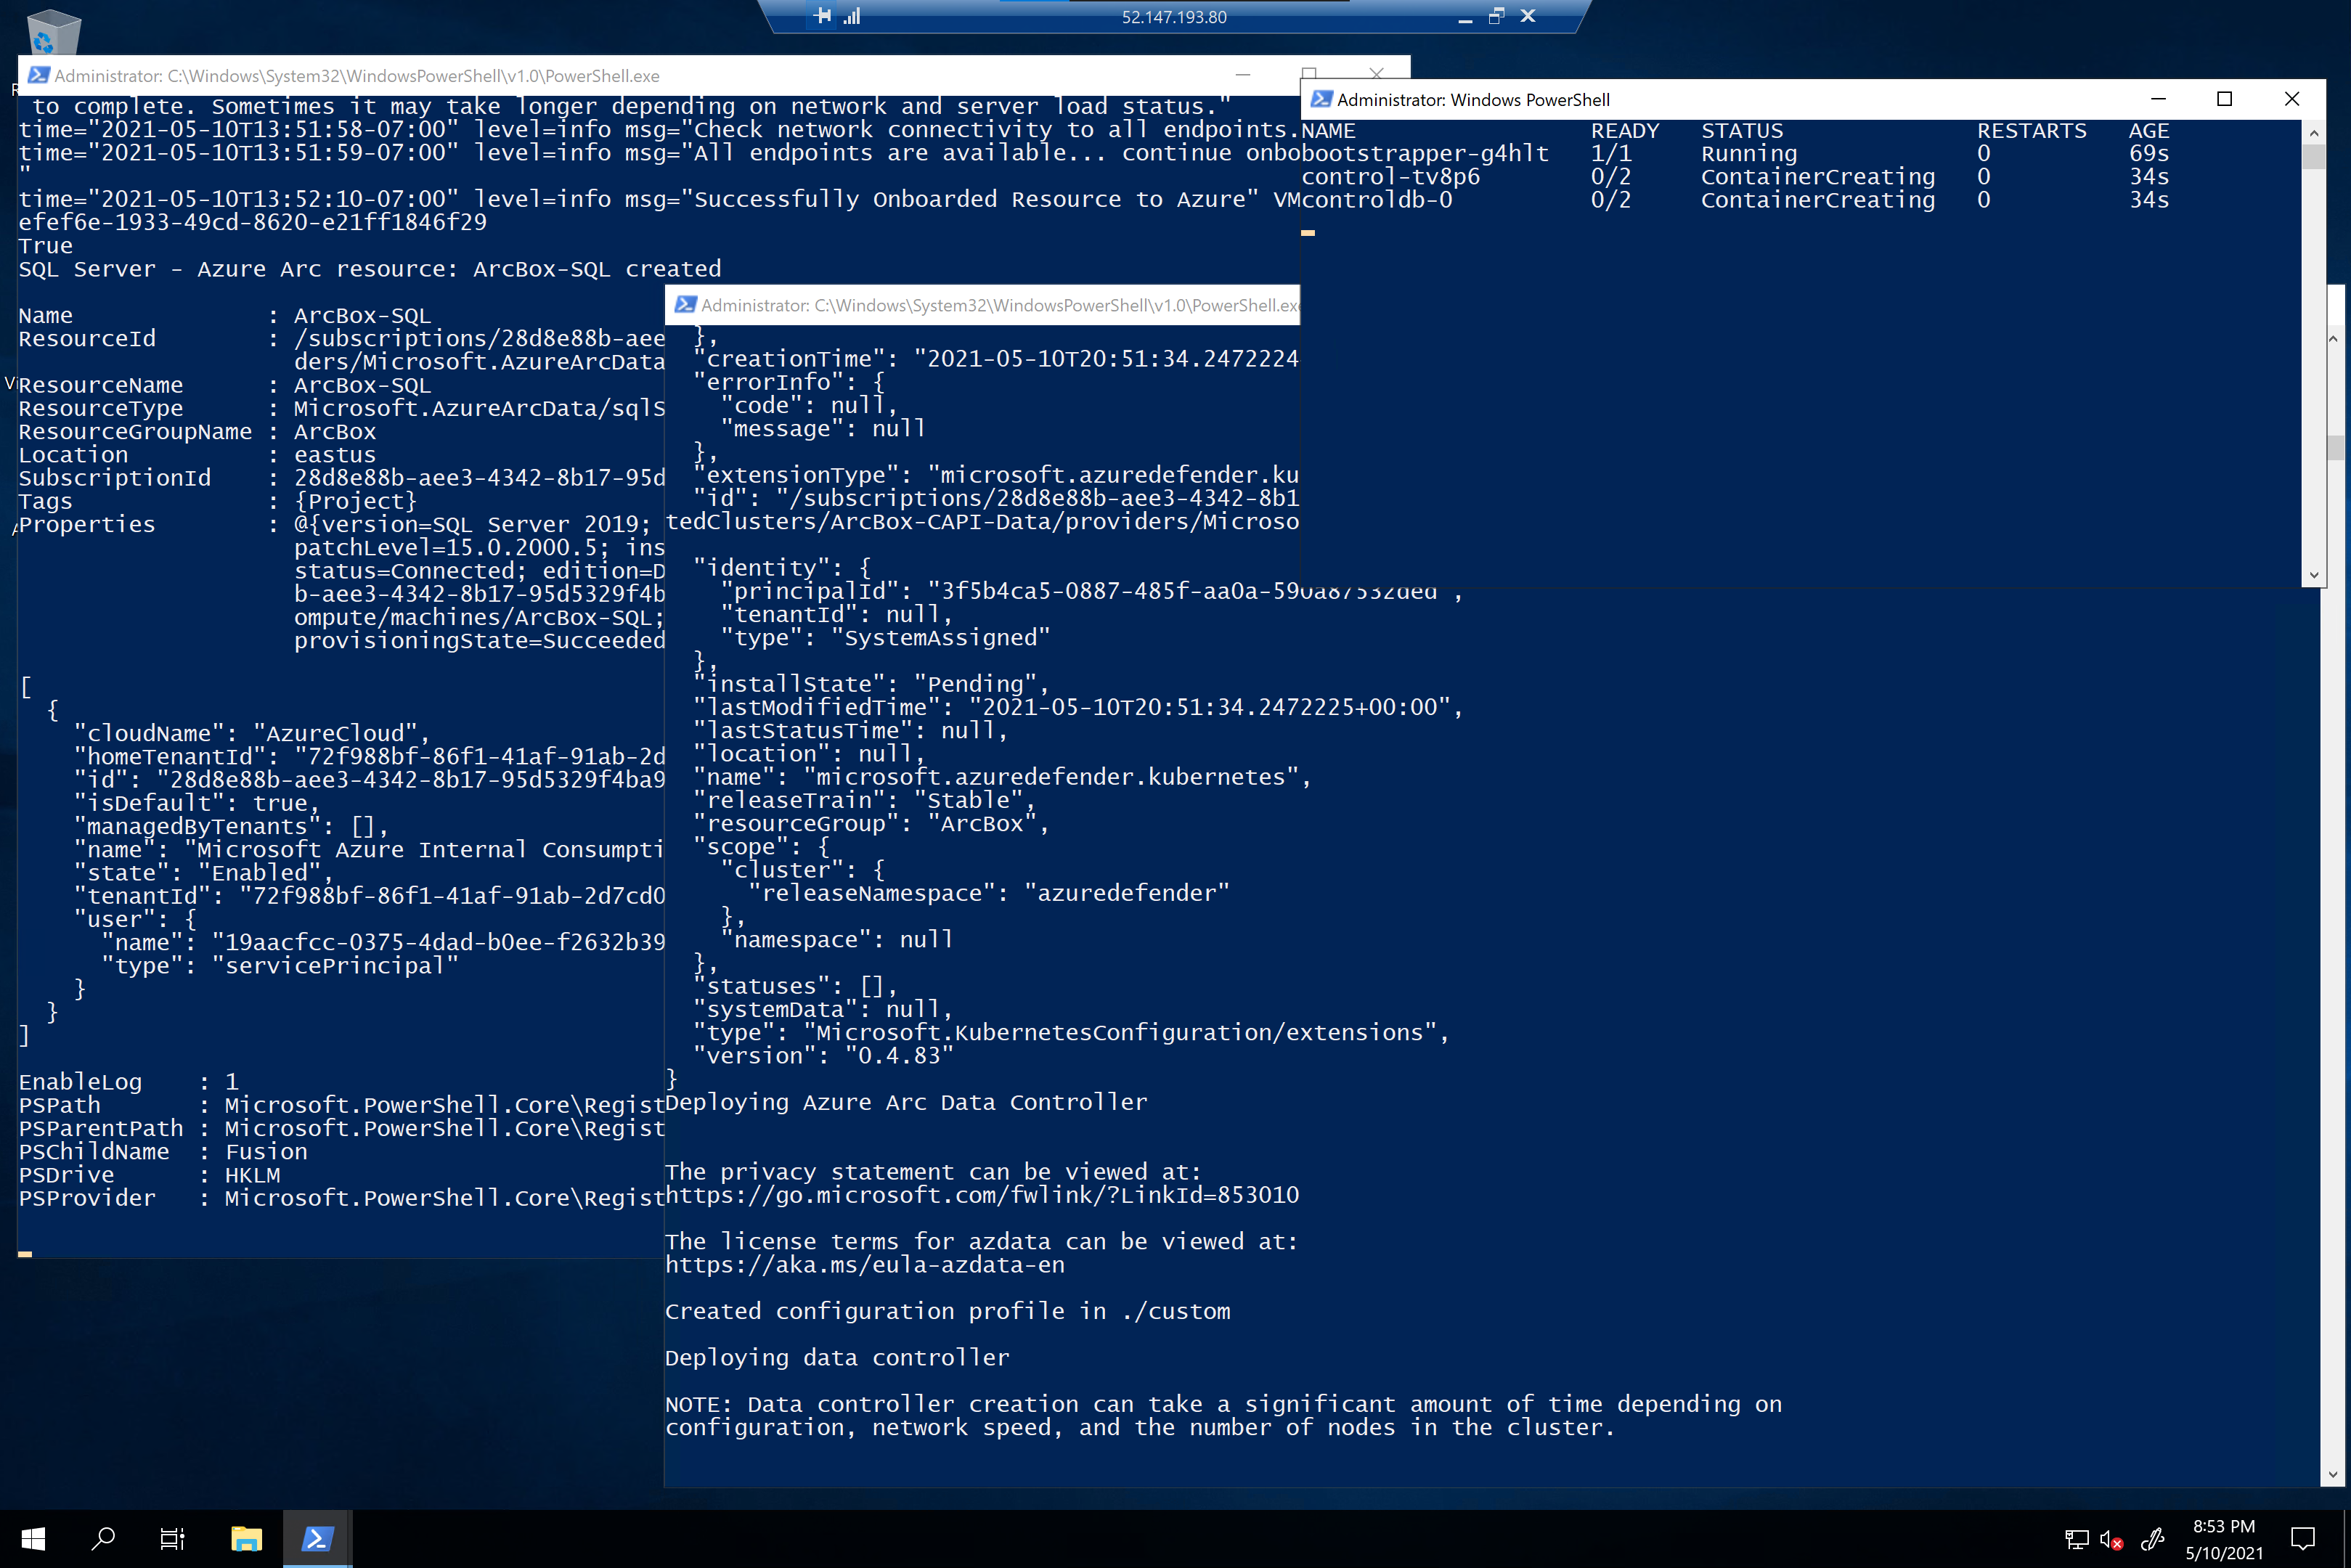 52.147.193.80
Administrator: C:\Windows\System32\WindowsPowerShell\v1.0\PowerShell.exe
to complete. Sometimes it may take longer depending on network and server load status."
time="2021-05-10T13:51:58-07:00" level=info msg="Check network connectivity to all endpoints.
time="2021-05-10T13:51:59-07:00" level=info msg="All endpoints are available... continue onbo
"
time="2021-05-10T13:52:10-07:00" level=info msg="Successfully Onboarded Resource to Azure" VM
efef6e-1933-49cd-8620-e21ff1846f29
True
SQL Server - Azure Arc resource: ArcBox-SQL created
Name : ArcBox-SQL
ResourceId : /subscriptions/28d8e88b-aee
ders/Microsoft.AzureArcData
ResourceName : ArcBox-SQL
ResourceType : Microsoft.AzureArcData/sqlS
ResourceGroupName : ArcBox
Location : eastus
SubscriptionId : 28d8e88b-aee3-4342-8b17-95d
Tags : {Project}
Properties : @{version=SQL Server 2019;
patchLevel=15.0.2000.5; ins
status=Connected; edition=D
b-aee3-4342-8b17-95d5329f4b
ompute/machines/ArcBox-SQL;
provisioningState=Succeeded
[
{
"cloudName": "AzureCloud",
"homeTenantId": "72f988bf-86f1-41af-91ab-2d
"id": "28d8e88b-aee3-4342-8b17-95d5329f4ba9
"isDefault": true,
"managedByTenants": [],
"name": "Microsoft Azure Internal Consumpti
"state": "Enabled",
"tenantId": "72f988bf-86f1-41af-91ab-2d7cd0
"user": {
"name": "19aacfcc-0375-4dad-b0ee-f2632b39
"type": "servicePrincipal"
}
}
]
EnableLog : 1
PSPath : Microsoft.PowerShell.Core\Regist
PSParentPath : Microsoft.PowerShell.Core\Regist
PSChildName : Fusion
PSDrive : HKLM
PSProvider : Microsoft.PowerShell.Core\Regist
Administrator: Windows PowerShell
NAME READY STATUS RESTARTS AGE
bootstrapper-g4hlt 1/1 Running 0 69s
control-tv8p6 0/2 ContainerCreating 0 34s
controldb-0 0/2 ContainerCreating 0 34s
Administrator: C:\Windows\System32\WindowsPowerShell\v1.0\PowerShell.exe
},
"creationTime": "2021-05-10T20:51:34.2472224
"errorInfo": {
"code": null,
"message": null
},
"extensionType": "microsoft.azuredefender.ku
"id": "/subscriptions/28d8e88b-aee3-4342-8b1
tedClusters/ArcBox-CAPI-Data/providers/Microso
"identity": {
"principalId": "3f5b4ca5-0887-485f-aa0a-590a87532ded",
"tenantId": null,
"type": "SystemAssigned"
},
"installState": "Pending",
"lastModifiedTime": "2021-05-10T20:51:34.2472225+00:00",
"lastStatusTime": null,
"location": null,
"name": "microsoft.azuredefender.kubernetes",
"releaseTrain": "Stable",
"resourceGroup": "ArcBox",
"scope": {
"cluster": {
"releaseNamespace": "azuredefender"
},
"namespace": null
},
"statuses": [],
"systemData": null,
"type": "Microsoft.KubernetesConfiguration/extensions",
"version": "0.4.83"
}
Deploying Azure Arc Data Controller
The privacy statement can be viewed at:
https://go.microsoft.com/fwlink/?LinkId=853010
The license terms for azdata can be viewed at:
https://aka.ms/eula-azdata-en
Created configuration profile in ./custom
Deploying data controller
NOTE: Data controller creation can take a significant amount of time depending on
configuration, network speed, and the number of nodes in the cluster.
8:53 PM
5/10/2021